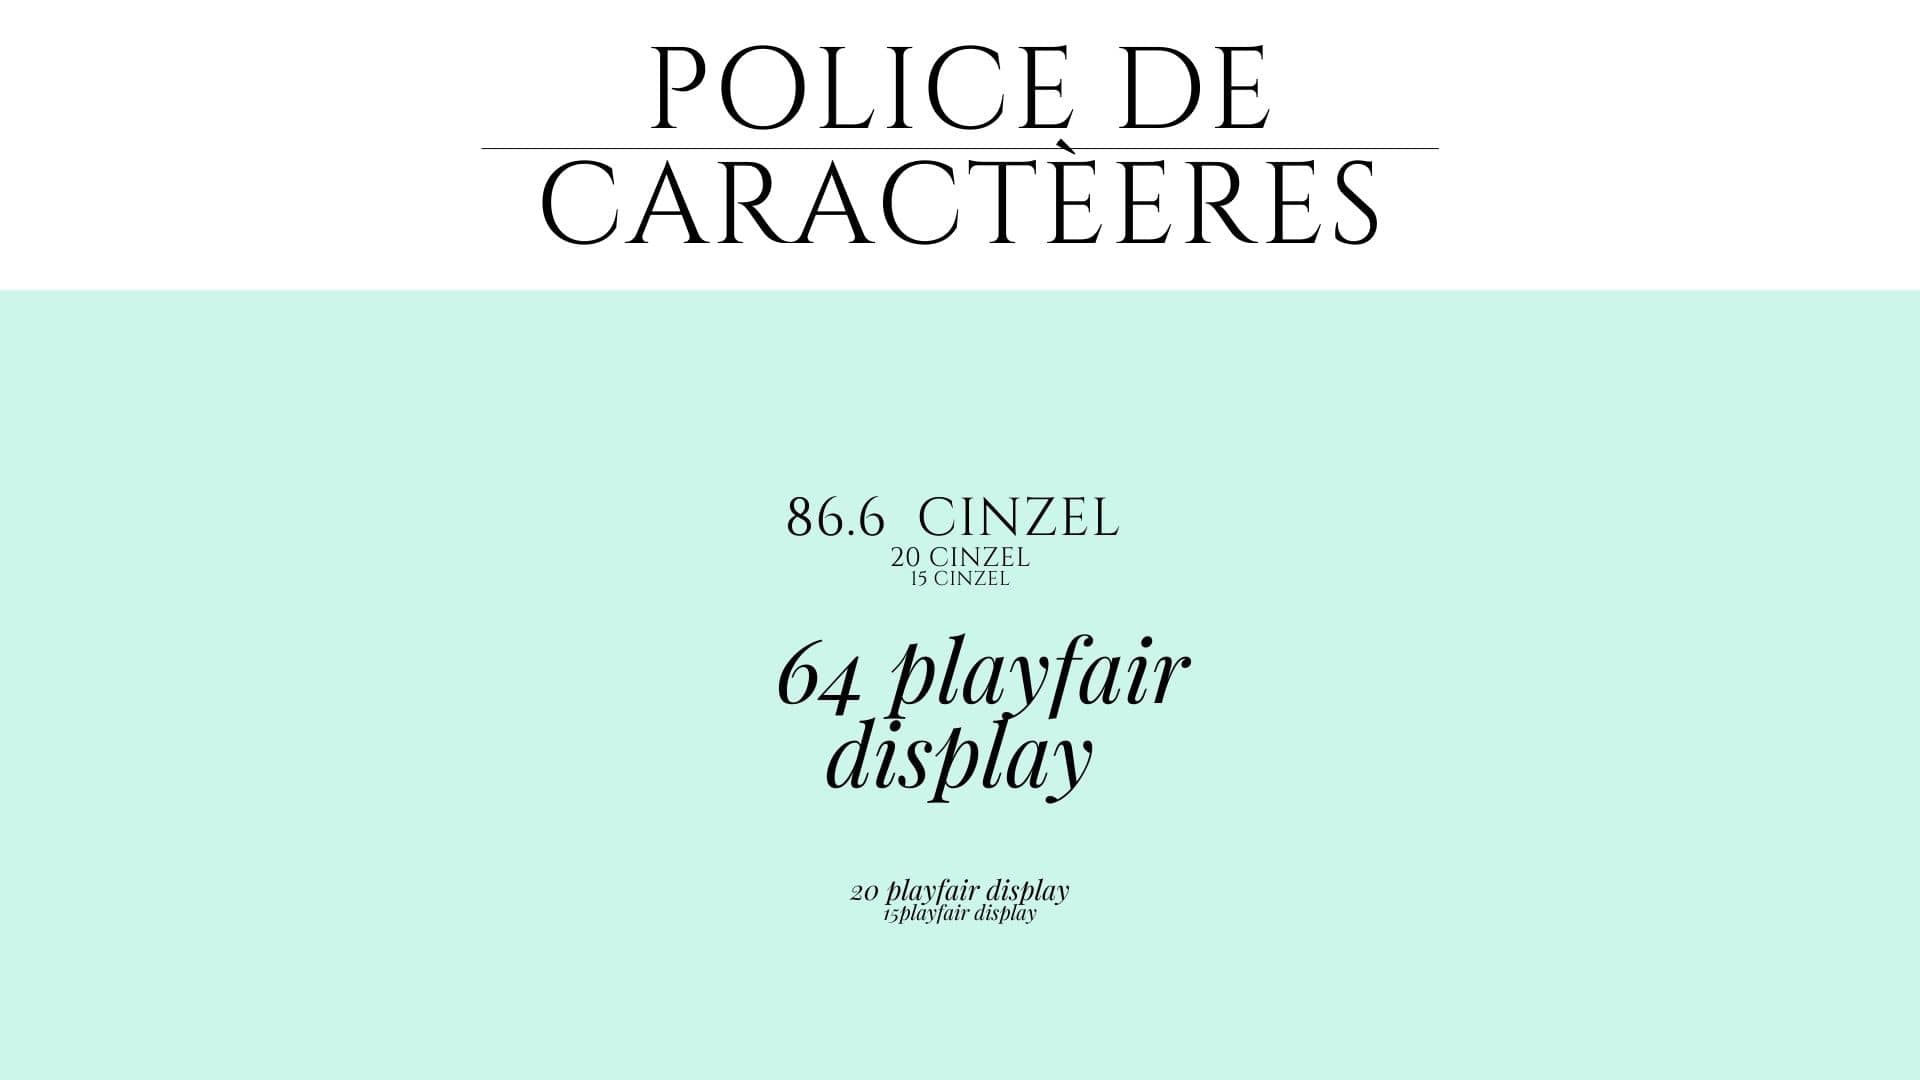 POLICE DE
CARACTÈERES
86.6 CINZEL
20 CINZEL
15 CINZEL
64 playfair
display
20 playfair display
15playfair display